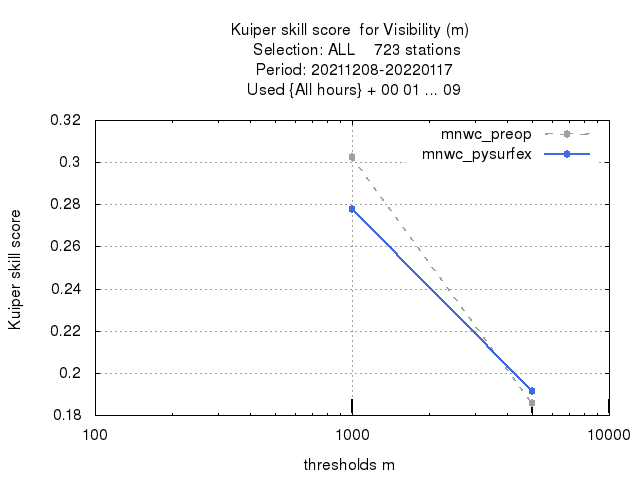 Kuiper skill score  for Visibility (m)
Selection: ALL    723 stations
Period: 20211208-20220117
Used {All hours} + 00 01 ... 09
mnwc_preop
mnwc_pysurfex
Kuiper skill score
0.32
0.3
0.28
0.26
0.24
0.22
0.2
0.18
100
1000
10000
thresholds m